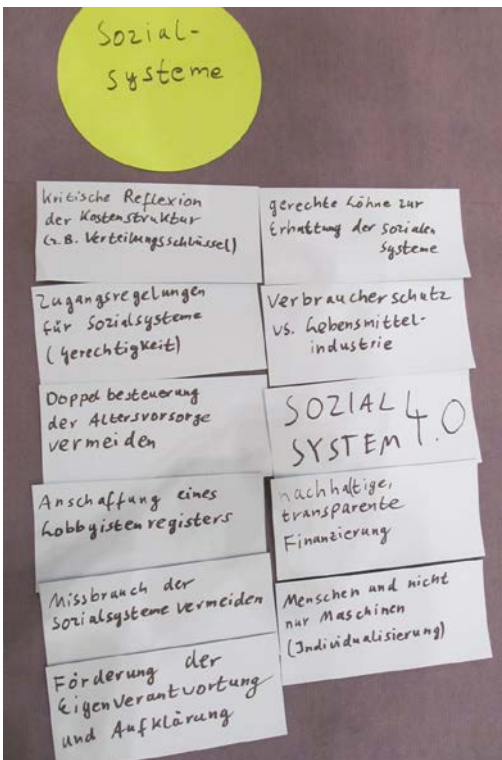 Sozial-
systeme
kritische Reflexion
der Kostenstruktur
(z.B. Verteilungsschlüssel)
Zugangsregelungen
für Sozialsysteme
(Gerechtigkeit)
Doppelbesteuerung
der Altersvorsorge
vermeiden
Anschaffung eines
Lobbyistenregisters
Missbrauch der
Sozialsysteme vermeiden
Förderung der
Eigenverantwortung
und Aufklärung
gerechte Löhne zur
Erhaltung der sozialen
Systeme
Verbraucherschutz
vs. Lebensmittel-
industrie
SOZIAL
SYSTEM 4.0
nachhaltige,
transparente
Finanzierung
Menschen und nicht
nur Maschinen
(Individualisierung)